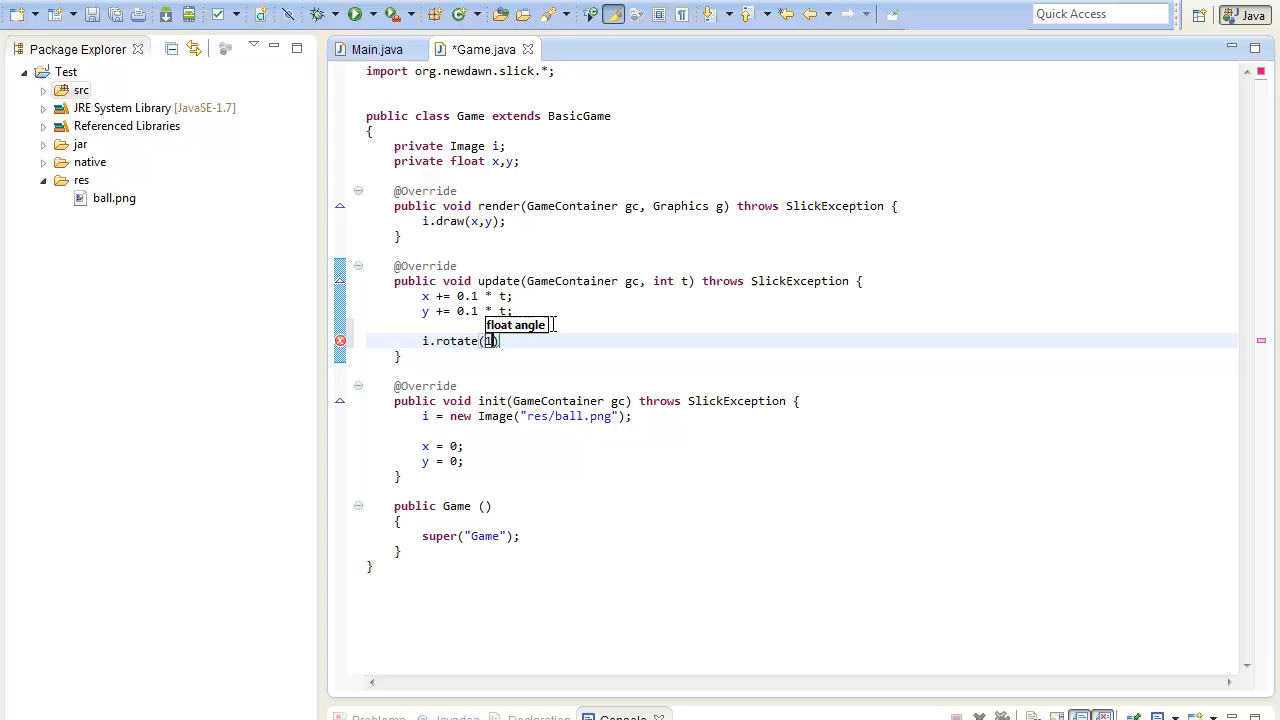 Quick Access
Java
Package Explorer
Main.java
*Game.java
Test
src
JRE System Library [JavaSE-1.7]
Referenced Libraries
jar
native
res
ball.png
import org.newdawn.slick.*;
public class Game extends BasicGame
{
private Image i;
private float x,y;
@Override
public void render(GameContainer gc, Graphics g) throws SlickException {
i.draw(x,y);
}
@Override
public void update(GameContainer gc, int t) throws SlickException {
x += 0.1 * t;
y += 0.1 * t;
float angle
i.rotate(1)
}
@Override
public void init(GameContainer gc) throws SlickException {
i = new Image("res/ball.png");
x = 0;
y = 0;
}
public Game ()
{
super("Game");
}
}
Problems
@ Javadoc
Declaration
Console